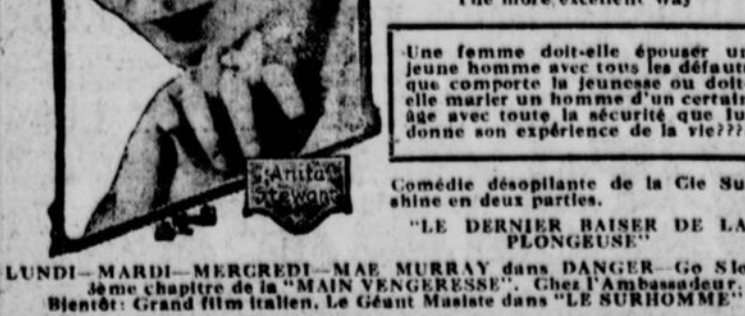 The more excellent way
Une femme doit-elle épouser un
jeune homme avec tous les défauts
que comporte la jeunesse ou doit-
elle marier un homme d'un certain
âge avec toute la sécurité que lui
donne son expérience de la vie???
Anita
Stewart
Comédie désopilante de la Cie Su
shine en deux parties.
"LE DERNIER BAISER DE LA
PLONGEUSE"
LUNDI—MARDI—MERCREDI—MAE MURRAY dans DANGER—Go Slo
3ème chapitre de la "MAIN VENGERESSE". Chez l'Ambassadeur.
Bientôt: Grand film italien. Le Géant Masiste dans "LE SURHOMME"